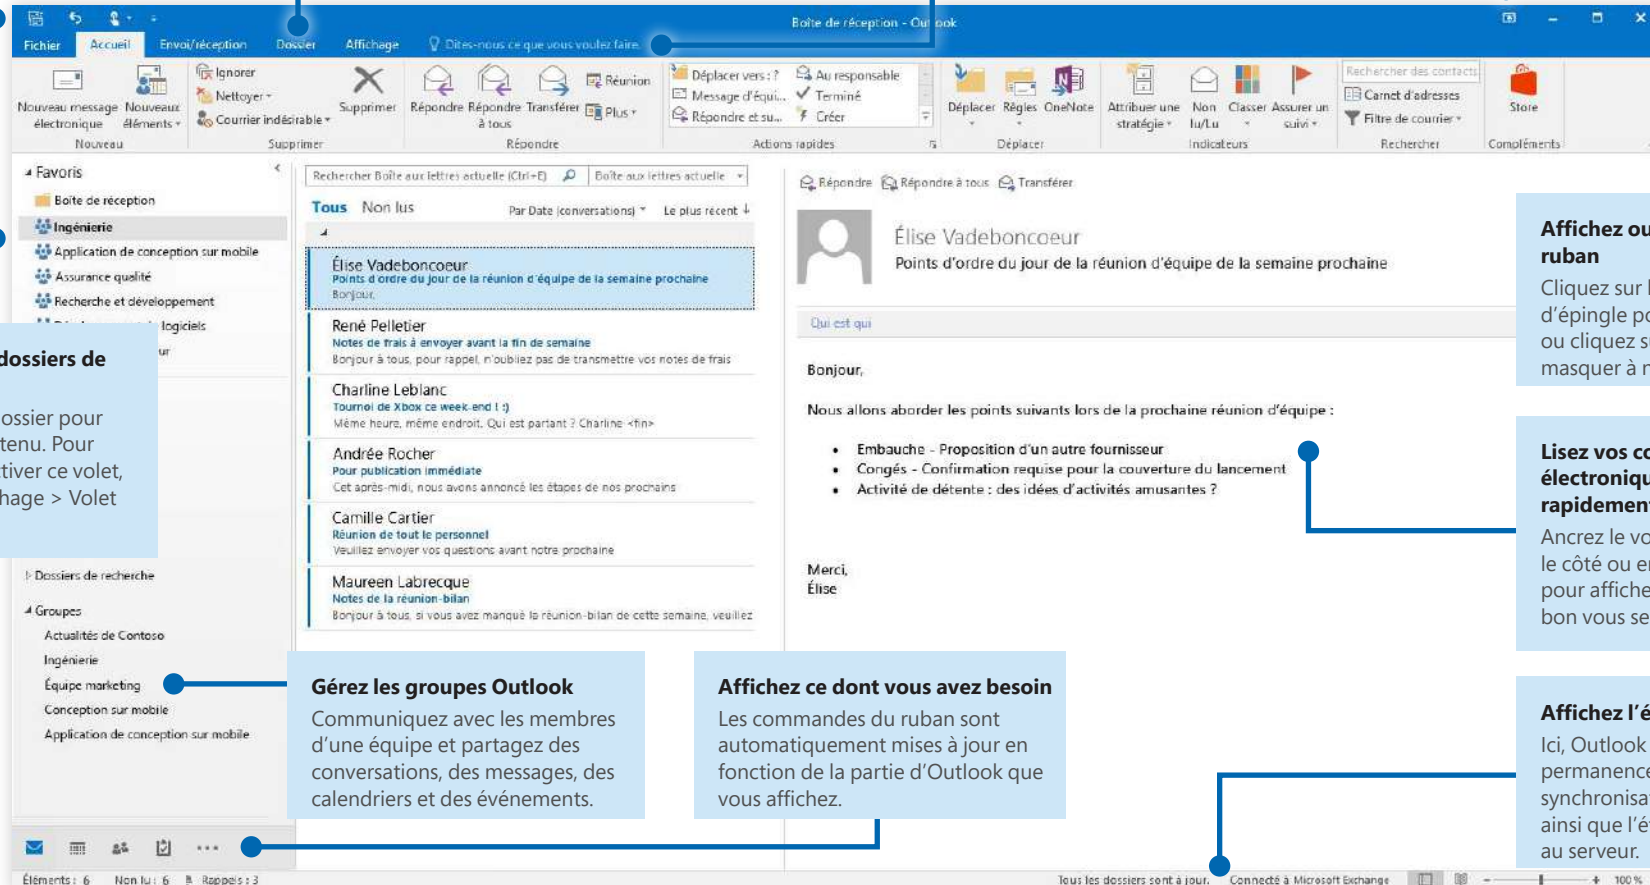 Boîte de réception - Outlook
Fichier Accueil Envoi/réception Dossier Affichage Dites-nous ce que vous voulez faire.
Nouveau message électronique
Nouveaux éléments
Nouveau
Ignorer
Nettoyer
Courrier indésirable
Supprimer
Supprimer
Répondre
Répondre à tous
Transférer
Réunion
Plus
Répondre
Déplacer vers : ?
Message d'équi...
Répondre et su...
Au responsable
Terminé
Créer
Actions rapides
Déplacer
Règles
OneNote
Déplacer
Attribuer une stratégie
Non lu/Lu
Classer
Assurer un suivi
Indicateurs
Rechercher des contacts
Carnet d'adresses
Filtre de courrier
Rechercher
Store
Compléments
Favoris
Boîte de réception
Ingénierie
Application de conception sur mobile
Assurance qualité
Recherche et développement
logiciels
ur
dossiers de
ossier pour
tenu. Pour
ctiver ce volet,
hage > Volet
Dossiers de recherche
Groupes
Actualités de Contoso
Ingénierie
Équipe marketing
Conception sur mobile
Application de conception sur mobile
Rechercher Boîte aux lettres actuelle (Ctrl+E) Boîte aux lettres actuelle
Tous Non lus Par Date (conversations) Le plus récent ↓
Élise Vadeboncoeur
Points d'ordre du jour de la réunion d'équipe de la semaine prochaine
Bonjour,
René Pelletier
Notes de frais à envoyer avant la fin de semaine
Bonjour à tous, pour rappel, n'oubliez pas de transmettre vos notes de frais
Charline Leblanc
Tournoi de Xbox ce week-end ! :)
Même heure, même endroit. Qui est partant ? Charline <fin>
Andrée Rocher
Pour publication immédiate
Cet après-midi, nous avons annoncé les étapes de nos prochains
Camille Cartier
Réunion de tout le personnel
Veuillez envoyer vos questions avant notre prochaine
Maureen Labrecque
Notes de la réunion-bilan
Bonjour à tous, si vous avez manqué la réunion-bilan de cette semaine, veuillez
Répondre Répondre à tous Transférer
Élise Vadeboncoeur
Points d'ordre du jour de la réunion d'équipe de la semaine prochaine
Qui est qui
Bonjour,
Nous allons aborder les points suivants lors de la prochaine réunion d'équipe :
• Embauche - Proposition d'un autre fournisseur
• Congés - Confirmation requise pour la couverture du lancement
• Activité de détente : des idées d'activités amusantes ?
Merci,
Élise
Affichez ou
ruban
Cliquez sur l
d'épingle po
ou cliquez s
masquer à n
Lisez vos co
électroniqu
rapidement
Ancrez le vo
le côté ou e
pour affiche
bon vous se
Affichez l'é
Ici, Outlook
permanence
synchronisa
ainsi que l'é
au serveur.
Gérez les groupes Outlook
Communiquez avec les membres
d'une équipe et partagez des
conversations, des messages, des
calendriers et des événements.
Affichez ce dont vous avez besoin
Les commandes du ruban sont
automatiquement mises à jour en
fonction de la partie d'Outlook que
vous affichez.
Éléments : 6 Non lu : 6 Rappels : 3
Tous les dossiers sont à jour. Connecté à Microsoft Exchange 100 %